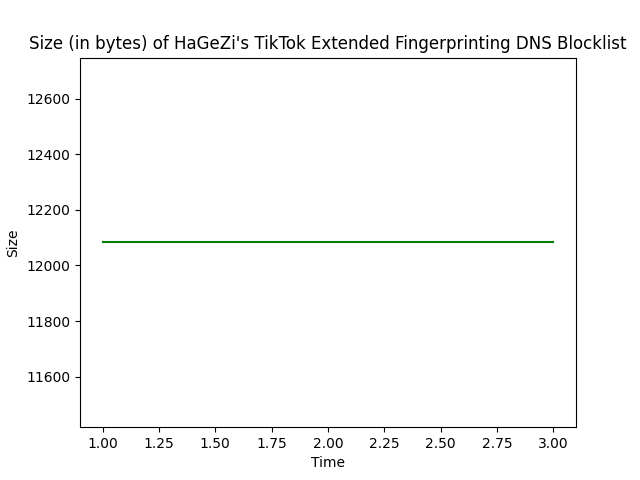 Size (in bytes) of HaGeZi's TikTok Extended Fingerprinting DNS Blocklist
12600
12400
12200
12000
11800
11600
Size
1.00 1.25 1.50 1.75 2.00 2.25 2.50 2.75 3.00
Time